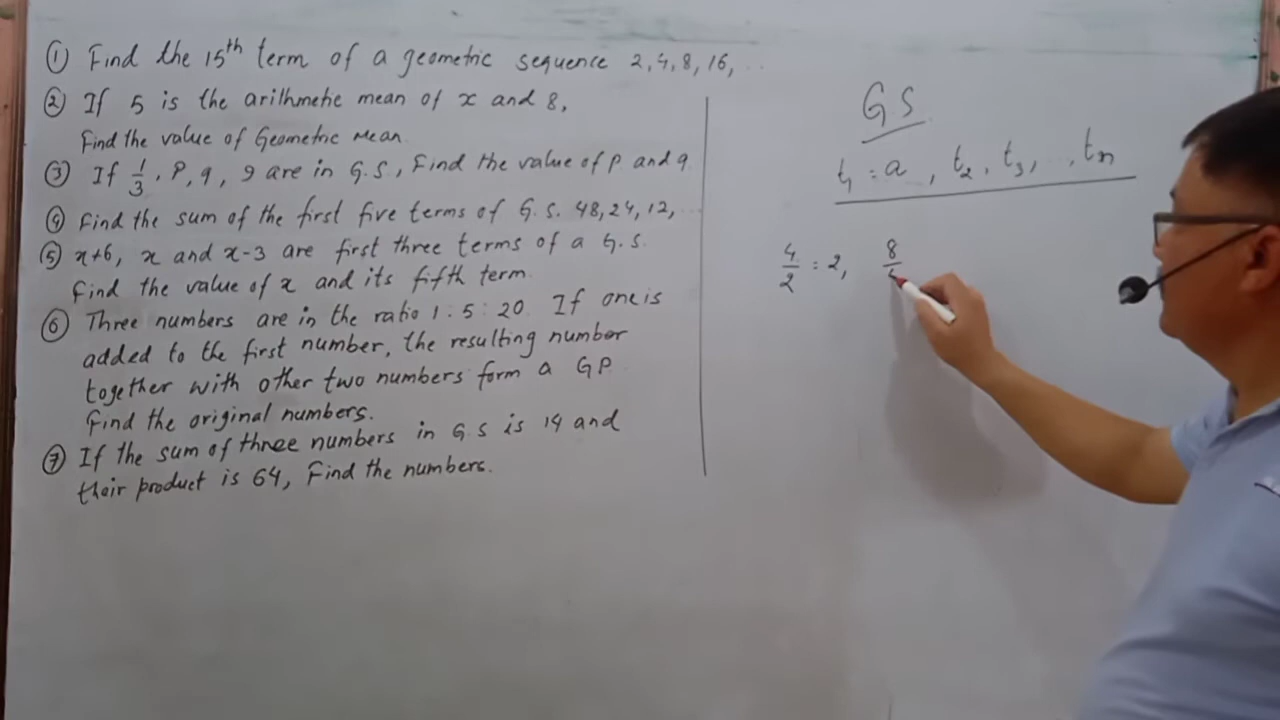 ① Find the 15th term of a geometric sequence 2, 4, 8, 16, ..
② If 5 is the arithmetic mean of x and 8,
Find the value of Geometric Mean.
③ If 1/3, P, q, 9 are in G.S, Find the value of P and q.
④ Find the sum of the first five terms of G.S. 48, 24, 12, ..
⑤ x+6, x and x-3 are first three terms of a G.S.
Find the value of x and its fifth term.
⑥ Three numbers are in the ratio 1:5:20. If one is
added to the first number, the resulting number
together with other two numbers form a GP.
Find the original numbers.
⑦ If the sum of three numbers in G.S is 14 and
their product is 64, Find the numbers.
GS
t₁ = a, t₂, t₃, .., tₙ
4/2 = 2, 8/